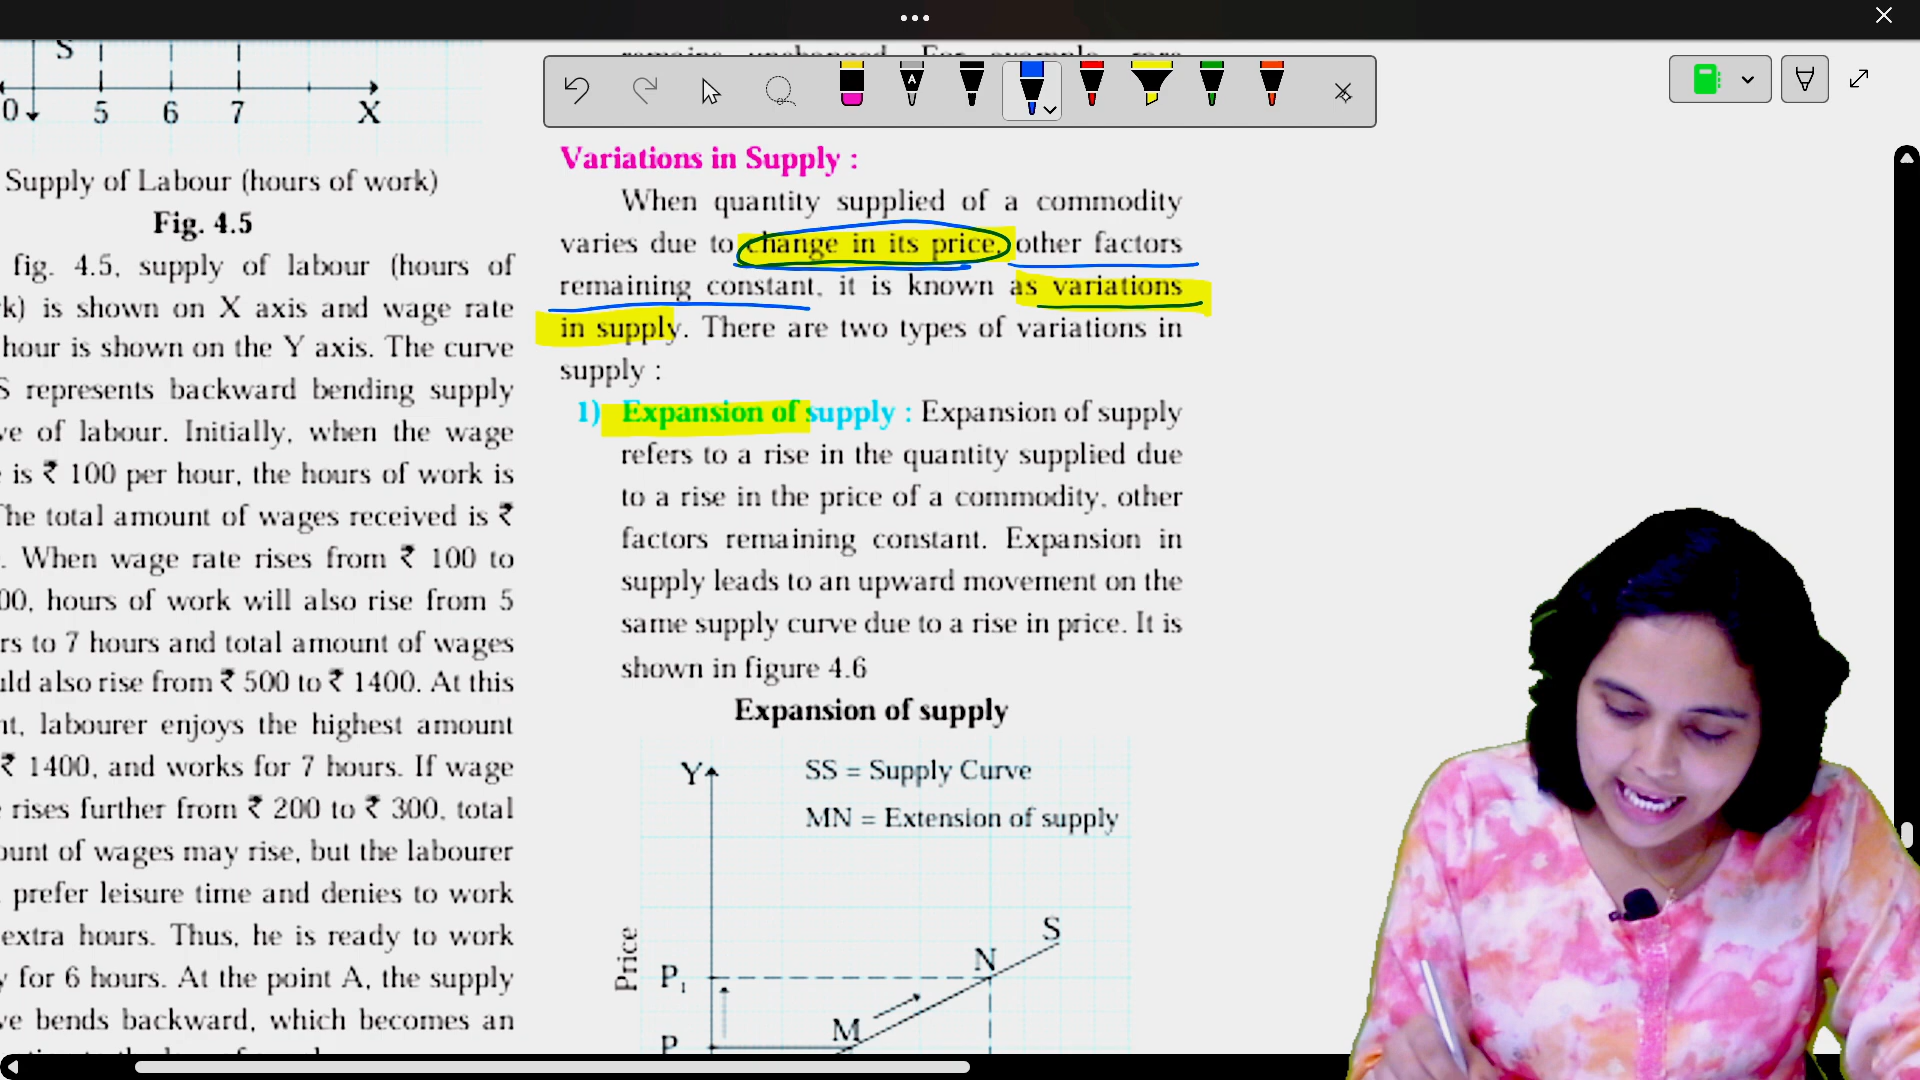 S
0 5 6 7 X
Supply of Labour (hours of work)
Fig. 4.5
fig. 4.5, supply of labour (hours of
is shown on X axis and wage rate
hour is shown on the Y axis. The curve
S represents backward bending supply
of labour. Initially, when the wage
is ₹ 100 per hour, the hours of work is
The total amount of wages received is ₹
. When wage rate rises from ₹ 100 to
00, hours of work will also rise from 5
to 7 hours and total amount of wages
also rise from ₹ 500 to ₹ 1400. At this
labourer enjoys the highest amount
₹ 1400, and works for 7 hours. If wage
rises further from ₹ 200 to ₹ 300, total
of wages may rise, but the labourer
prefer leisure time and denies to work
extra hours. Thus, he is ready to work
for 6 hours. At the point A, the supply
bends backward, which becomes an
remains unchanged. For example,
Variations in Supply :
When quantity supplied of a commodity
varies due to change in its price, other factors
remaining constant, it is known as variations
in supply. There are two types of variations in
supply :
1) Expansion of supply : Expansion of supply
refers to a rise in the quantity supplied due
to a rise in the price of a commodity, other
factors remaining constant. Expansion in
supply leads to an upward movement on the
same supply curve due to a rise in price. It is
shown in figure 4.6
Expansion of supply
Y SS = Supply Curve
MN = Extension of supply
S
N
Price
P₁
M
P